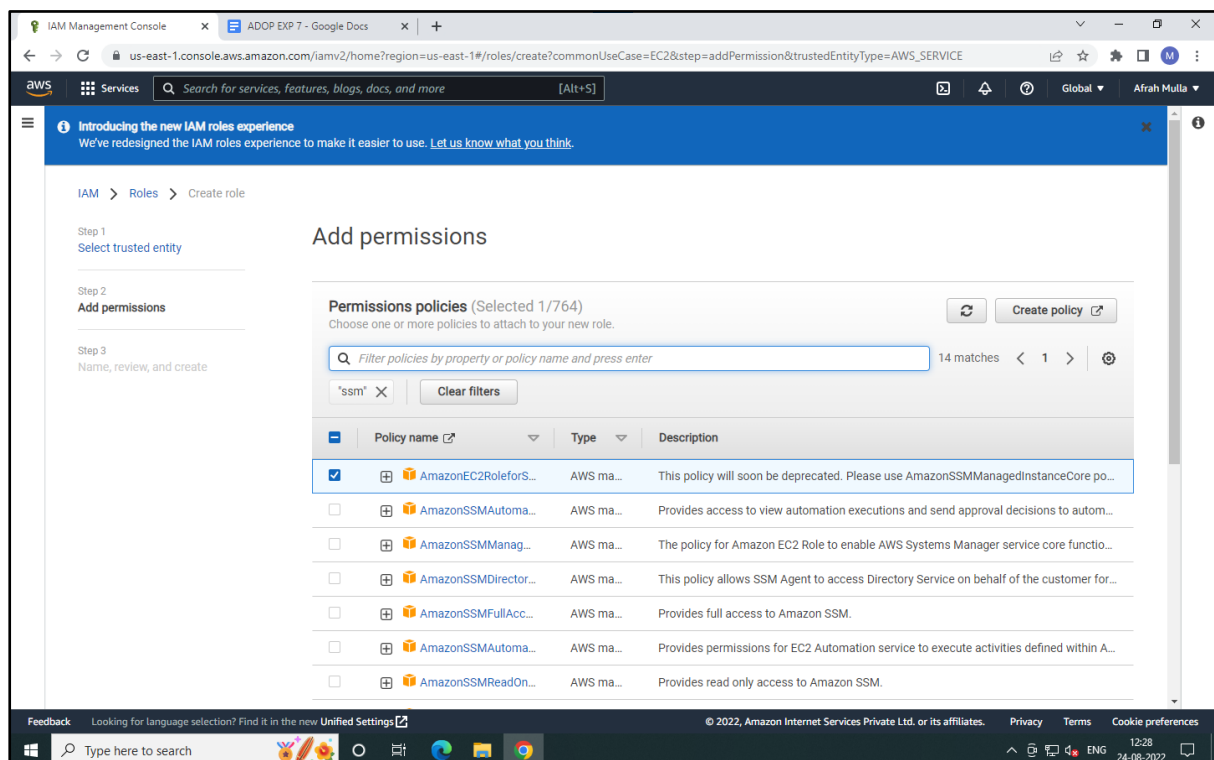 IAM Management Console
ADOP EXP 7 - Google Docs
us-east-1.console.aws.amazon.com/iamv2/home?region=us-east-1#/roles/create?commonUseCase=EC2&step=addPermission&trustedEntityType=AWS_SERVICE
M
aws
Services
Search for services, features, blogs, docs, and more
[Alt+S]
Global
Afrah Mulla
Introducing the new IAM roles experience
We've redesigned the IAM roles experience to make it easier to use. Let us know what you think.
IAM > Roles > Create role
Step 1
Select trusted entity
Step 2
Add permissions
Step 3
Name, review, and create
Add permissions
Permissions policies (Selected 1/764)
Choose one or more policies to attach to your new role.
Create policy
Filter policies by property or policy name and press enter
14 matches < 1 >
"ssm" X
Clear filters
Policy name Type Description
AmazonEC2RoleforS... AWS ma... This policy will soon be deprecated. Please use AmazonSSMManagedInstanceCore po...
AmazonSSMAutoma... AWS ma... Provides access to view automation executions and send approval decisions to autom...
AmazonSSMManag... AWS ma... The policy for Amazon EC2 Role to enable AWS Systems Manager service core functio...
AmazonSSMDirector... AWS ma... This policy allows SSM Agent to access Directory Service on behalf of the customer for...
AmazonSSMFullAcc... AWS ma... Provides full access to Amazon SSM.
AmazonSSMAutoma... AWS ma... Provides permissions for EC2 Automation service to execute activities defined within A...
AmazonSSMReadOn... AWS ma... Provides read only access to Amazon SSM.
Feedback Looking for language selection? Find it in the new Unified Settings
© 2022, Amazon Internet Services Private Ltd. or its affiliates. Privacy Terms Cookie preferences
Type here to search
ENG
12:28
24-08-2022